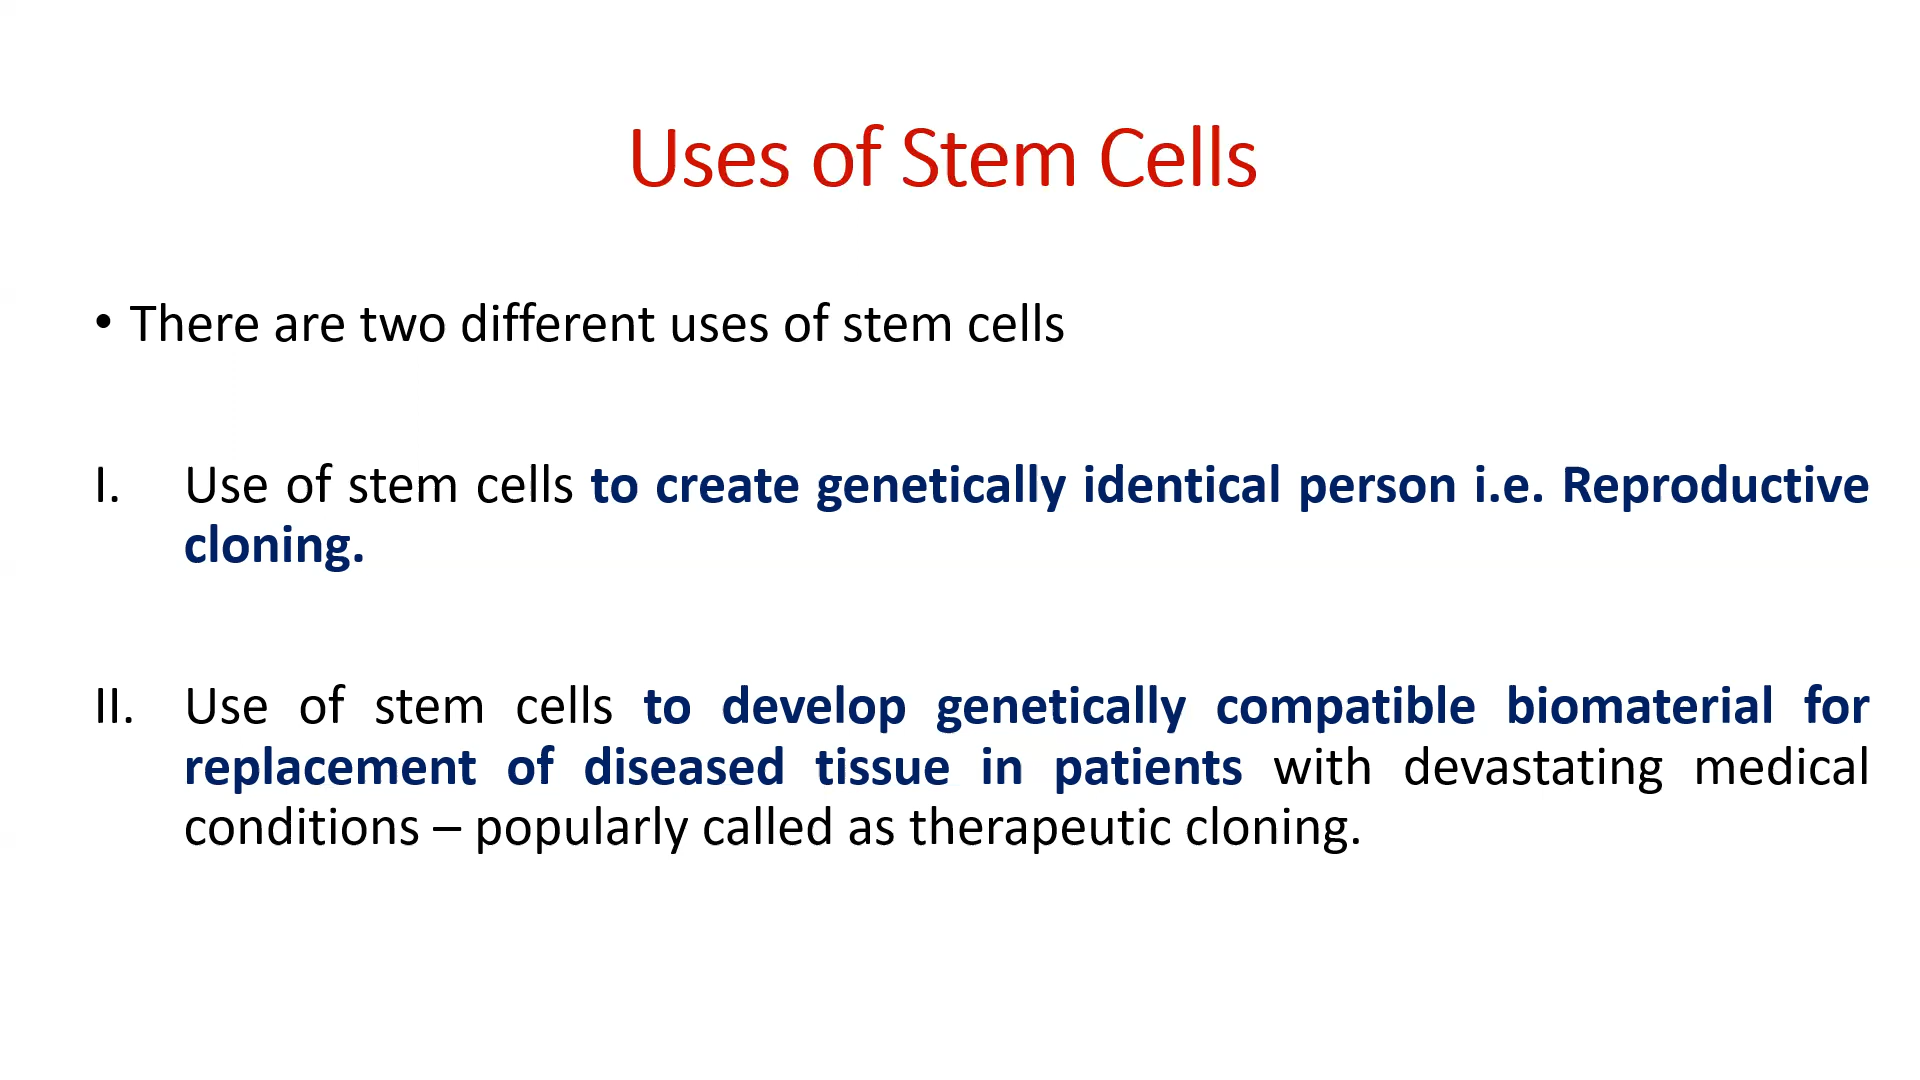 Uses of Stem Cells
• There are two different uses of stem cells
I. Use of stem cells to create genetically identical person i.e. Reproductive
cloning.
II. Use of stem cells to develop genetically compatible biomaterial for
replacement of diseased tissue in patients with devastating medical
conditions – popularly called as therapeutic cloning.